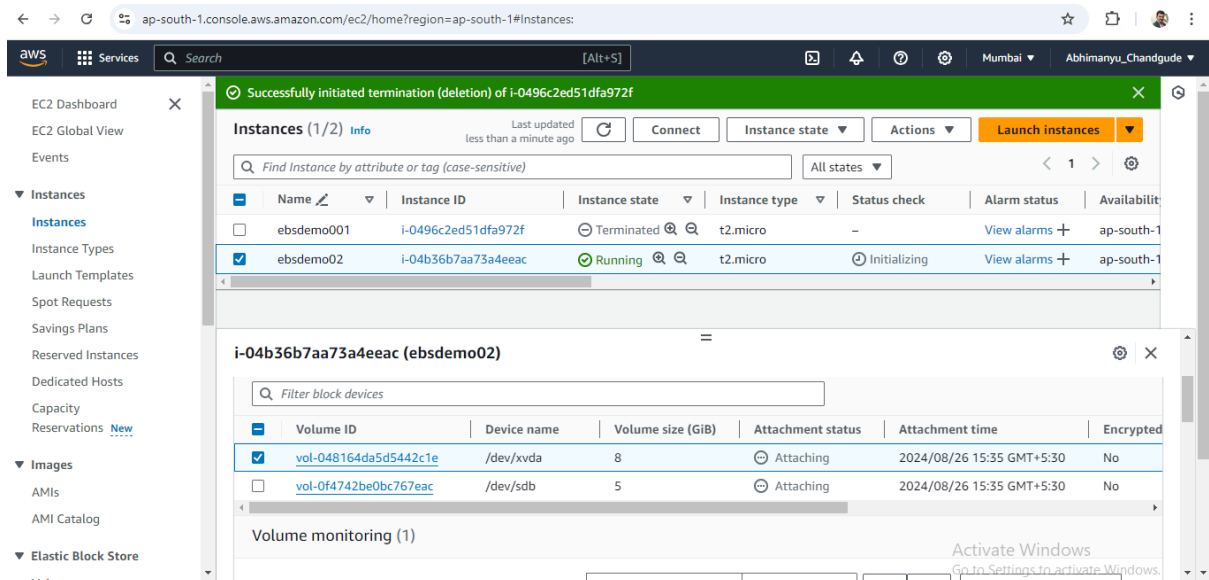 ap-south-1.console.aws.amazon.com/ec2/home?region=ap-south-1#Instances:
aws Services Search [Alt+S] Mumbai Abhimanyu_Chandgude
EC2 Dashboard
EC2 Global View
Events
Instances
Instances
Instance Types
Launch Templates
Spot Requests
Savings Plans
Reserved Instances
Dedicated Hosts
Capacity
Reservations New
Images
AMIs
AMI Catalog
Elastic Block Store
Successfully initiated termination (deletion) of i-0496c2ed51dfa972f
Instances (1/2) Info
Last updated
less than a minute ago
Connect Instance state Actions Launch instances
Find Instance by attribute or tag (case-sensitive) All states 1
Name Instance ID Instance state Instance type Status check Alarm status Availabilit
ebsdemo001 i-0496c2ed51dfa972f Terminated t2.micro – View alarms + ap-south-1
ebsdemo02 i-04b36b7aa73a4eeac Running t2.micro Initializing View alarms + ap-south-1
i-04b36b7aa73a4eeac (ebsdemo02)
Filter block devices
Volume ID Device name Volume size (GiB) Attachment status Attachment time Encrypted
vol-048164da5d5442c1e /dev/xvda 8 Attaching 2024/08/26 15:35 GMT+5:30 No
vol-0f4742be0bc767eac /dev/sdb 5 Attaching 2024/08/26 15:35 GMT+5:30 No
Volume monitoring (1)
Activate Windows
Go to Settings to activate Windows.